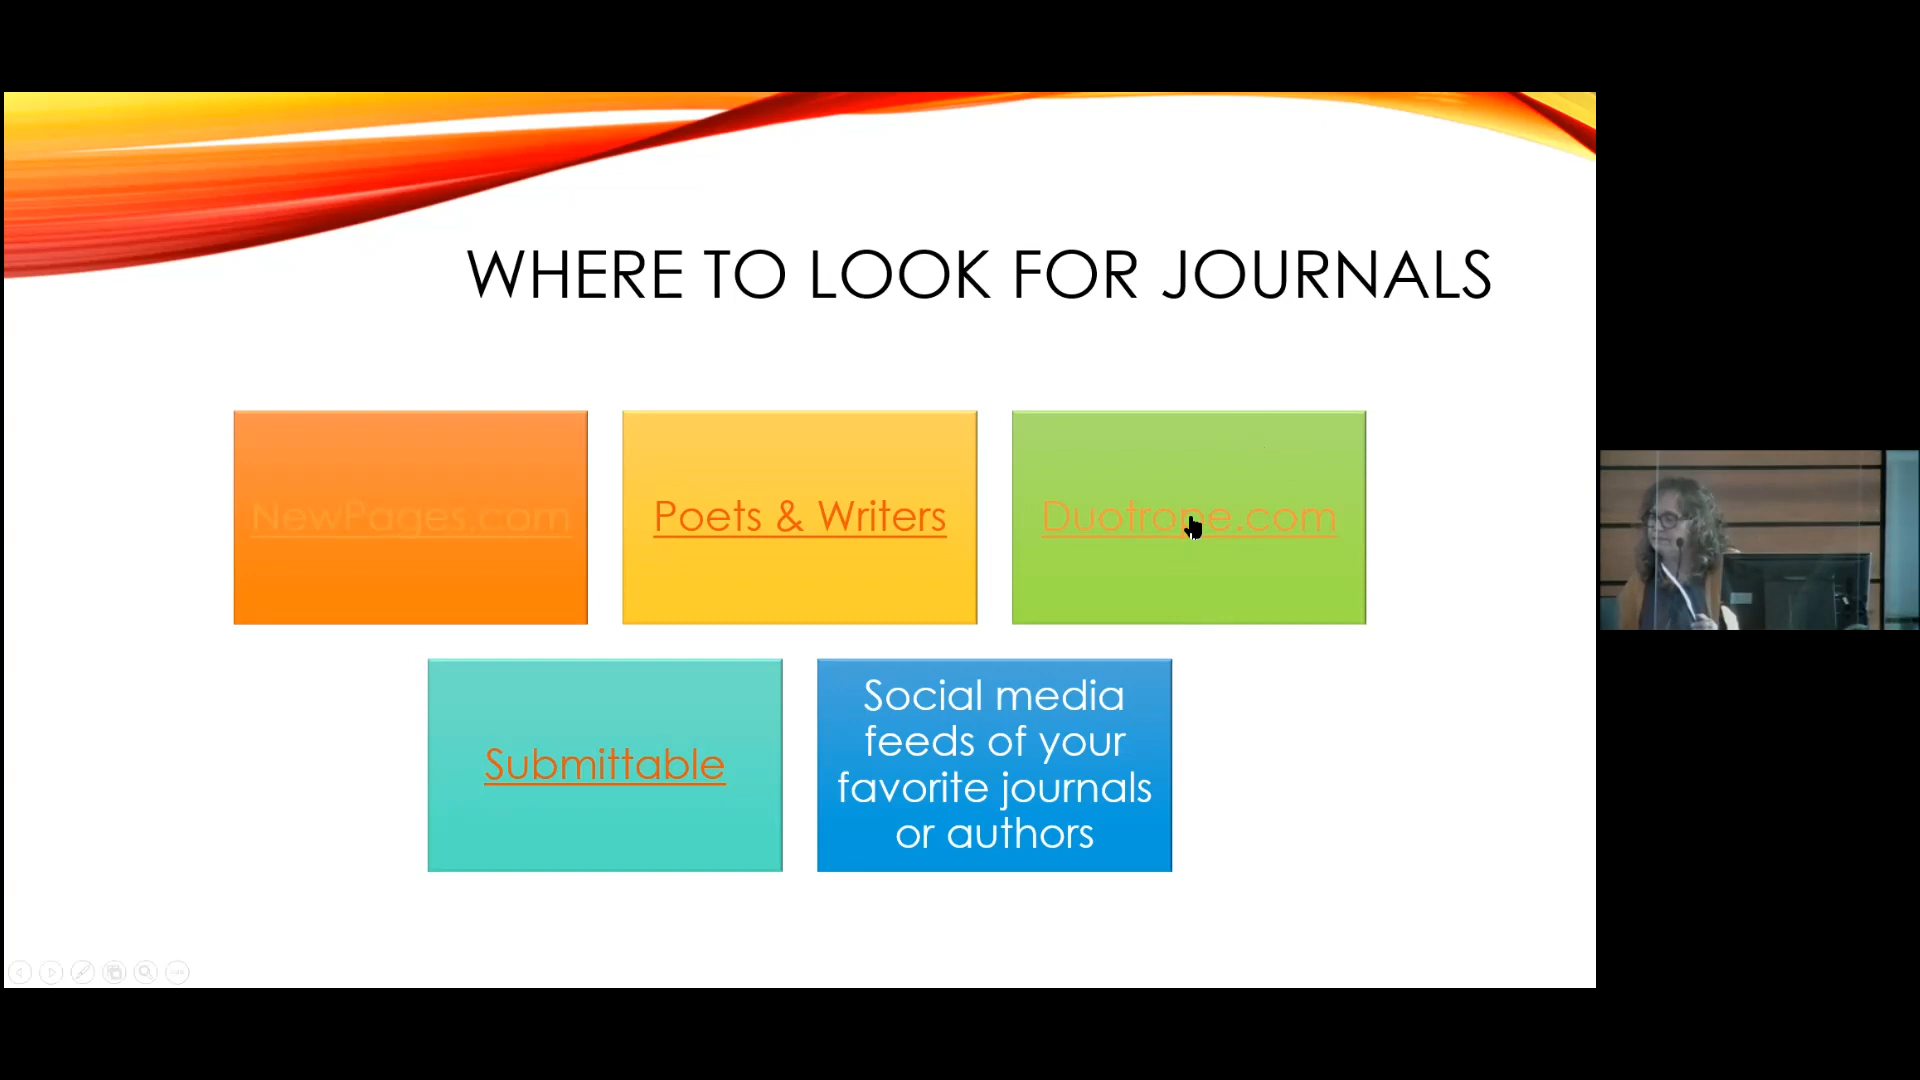 WHERE TO LOOK FOR JOURNALS
NewPages.com
Poets & Writers
Duotrope.com
Submittable
Social media
feeds of your
favorite journals
or authors